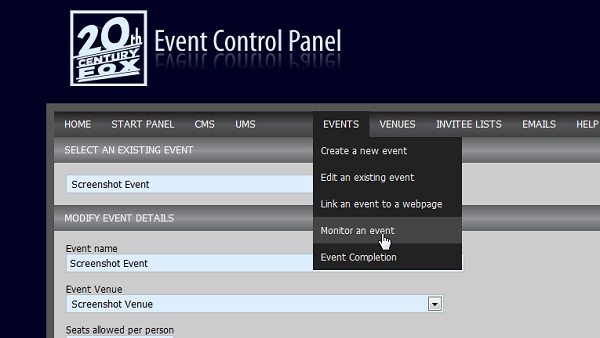 20th
CENTURY
FOX
Event Control Panel
HOME START PANEL CMS UMS EVENTS VENUES INVITEE LISTS EMAILS HELP
SELECT AN EXISTING EVENT
Create a new event
Screenshot Event
Edit an existing event
Link an event to a webpage
MODIFY EVENT DETAILS
Monitor an event
Event name
Screenshot Event
Event Completion
Event Venue
Screenshot Venue
Seats allowed per person